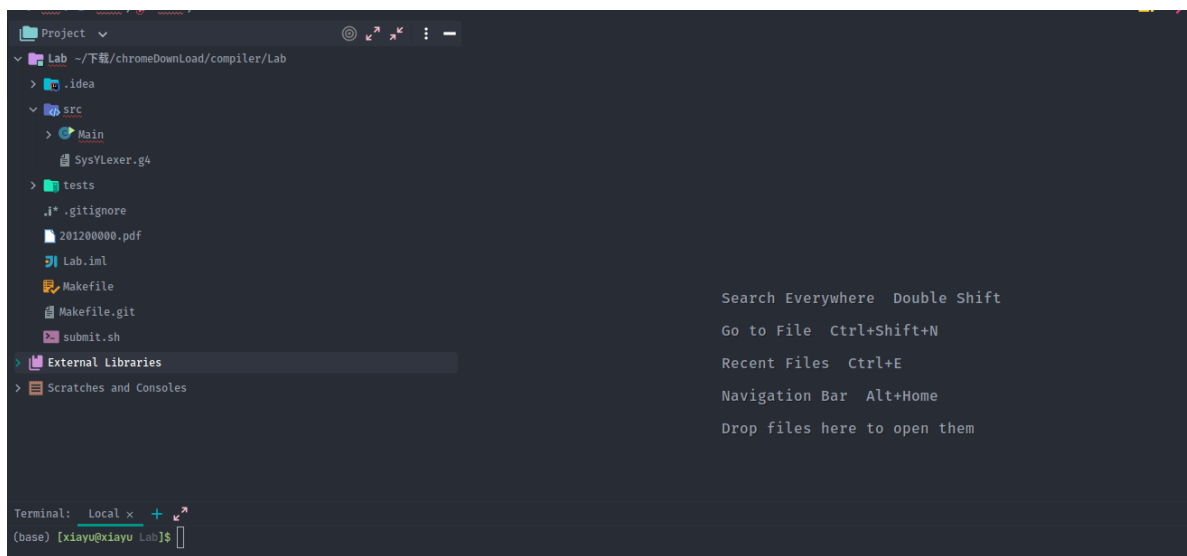 Project
Lab ~/下载/chromeDownLoad/compiler/Lab
.idea
src
Main
SysYLexer.g4
tests
.i* .gitignore
201200000.pdf
Lab.iml
Makefile
Makefile.git
submit.sh
External Libraries
Scratches and Consoles
Search Everywhere Double Shift
Go to File Ctrl+Shift+N
Recent Files Ctrl+E
Navigation Bar Alt+Home
Drop files here to open them
Terminal: Local × +
(base) [xiayu@xiayu Lab]$